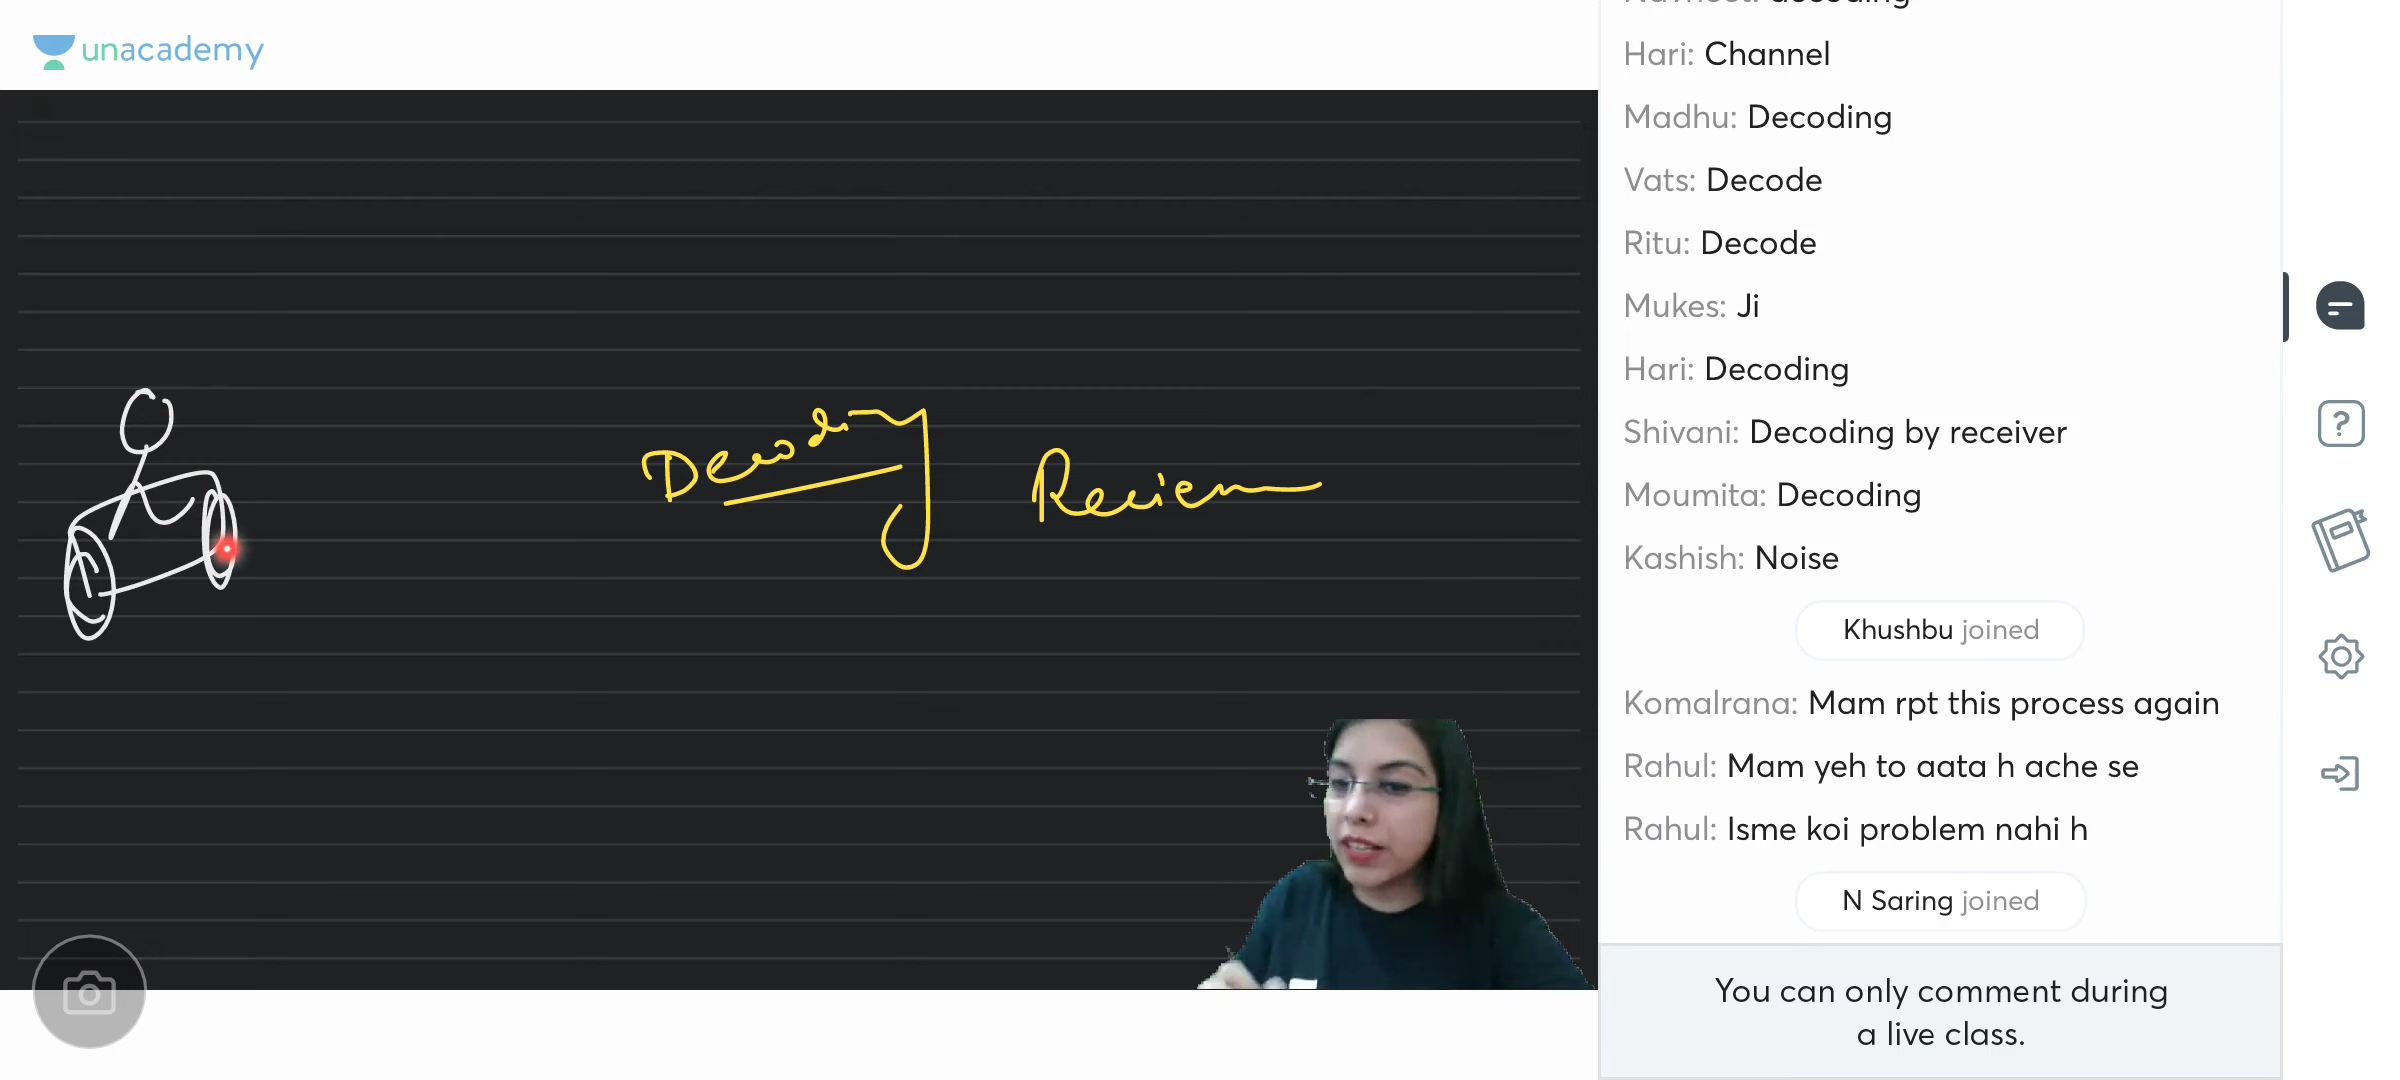 unacademy
Decoding Reciever
decoding
Hari: Channel
Madhu: Decoding
Vats: Decode
Ritu: Decode
Mukes: Ji
Hari: Decoding
Shivani: Decoding by receiver
Moumita: Decoding
Kashish: Noise
Khushbu joined
Komalrana: Mam rpt this process again
Rahul: Mam yeh to aata h ache se
Rahul: Isme koi problem nahi h
N Saring joined
You can only comment during
a live class.